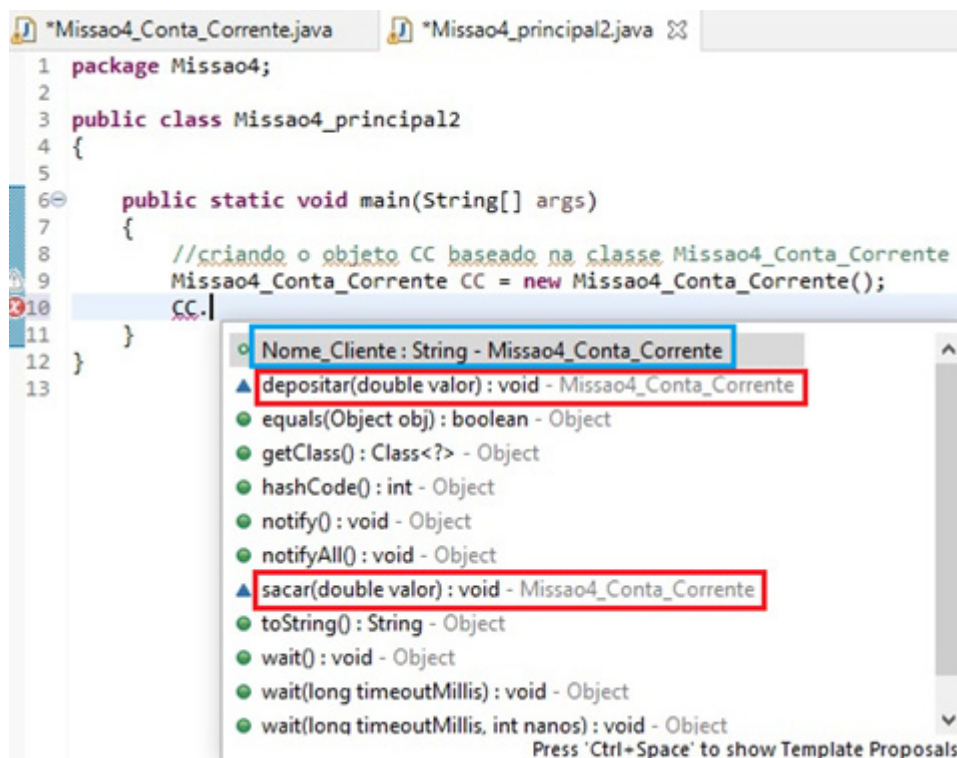 *Missao4_Conta_Corrente.java *Missao4_principal2.java
1 package Missao4;
2
3 public class Missao4_principal2
4 {
5
6 public static void main(String[] args)
7 {
8 //criando o objeto CC baseado na classe Missao4_Conta_Corrente
9 Missao4_Conta_Corrente CC = new Missao4_Conta_Corrente();
10 CC.
11 }
12 }
13
Nome_Cliente : String - Missao4_Conta_Corrente
depositar(double valor) : void - Missao4_Conta_Corrente
equals(Object obj) : boolean - Object
getClass() : Class<?> - Object
hashCode() : int - Object
notify() : void - Object
notifyAll() : void - Object
sacar(double valor) : void - Missao4_Conta_Corrente
toString() : String - Object
wait() : void - Object
wait(long timeoutMillis) : void - Object
wait(long timeoutMillis, int nanos) : void - Object
Press 'Ctrl+Space' to show Template Proposals